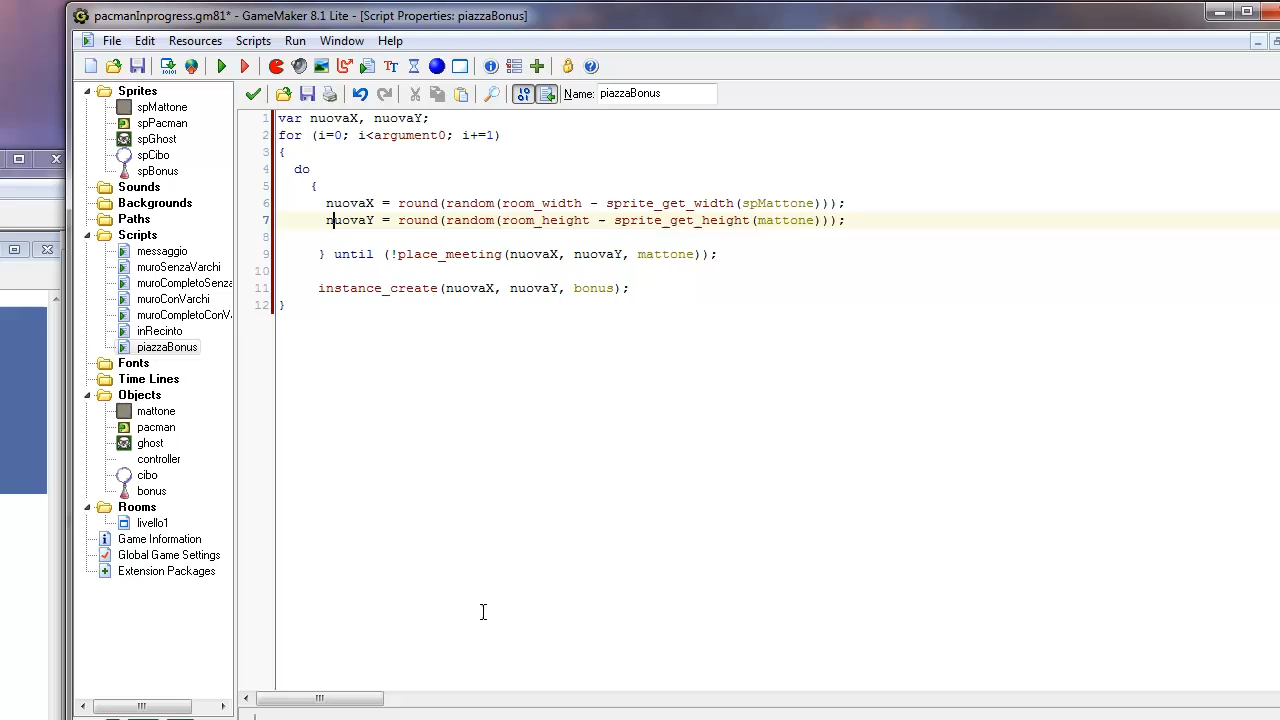 pacmanInprogress.gm81* - GameMaker 8.1 Lite - [Script Properties: piazzaBonus]
File Edit Resources Scripts Run Window Help
Name: piazzaBonus
Sprites
spMattone
spPacman
spGhost
spCibo
spBonus
Sounds
Backgrounds
Paths
Scripts
messaggio
muroSenzaVarchi
muroCompletoSenza
muroConVarchi
muroCompletoConVa
inRecinto
piazzaBonus
Fonts
Time Lines
Objects
mattone
pacman
ghost
controller
cibo
bonus
Rooms
livello1
Game Information
Global Game Settings
Extension Packages
1 var nuovaX, nuovaY;
2 for (i=0; i<argument0; i+=1)
3 {
4 do
5 {
6 nuovaX = round(random(room_width - sprite_get_width(spMattone)));
7 nuovaY = round(random(room_height - sprite_get_height(mattone)));
8
9 } until (!place_meeting(nuovaX, nuovaY, mattone));
10
11 instance_create(nuovaX, nuovaY, bonus);
12 }